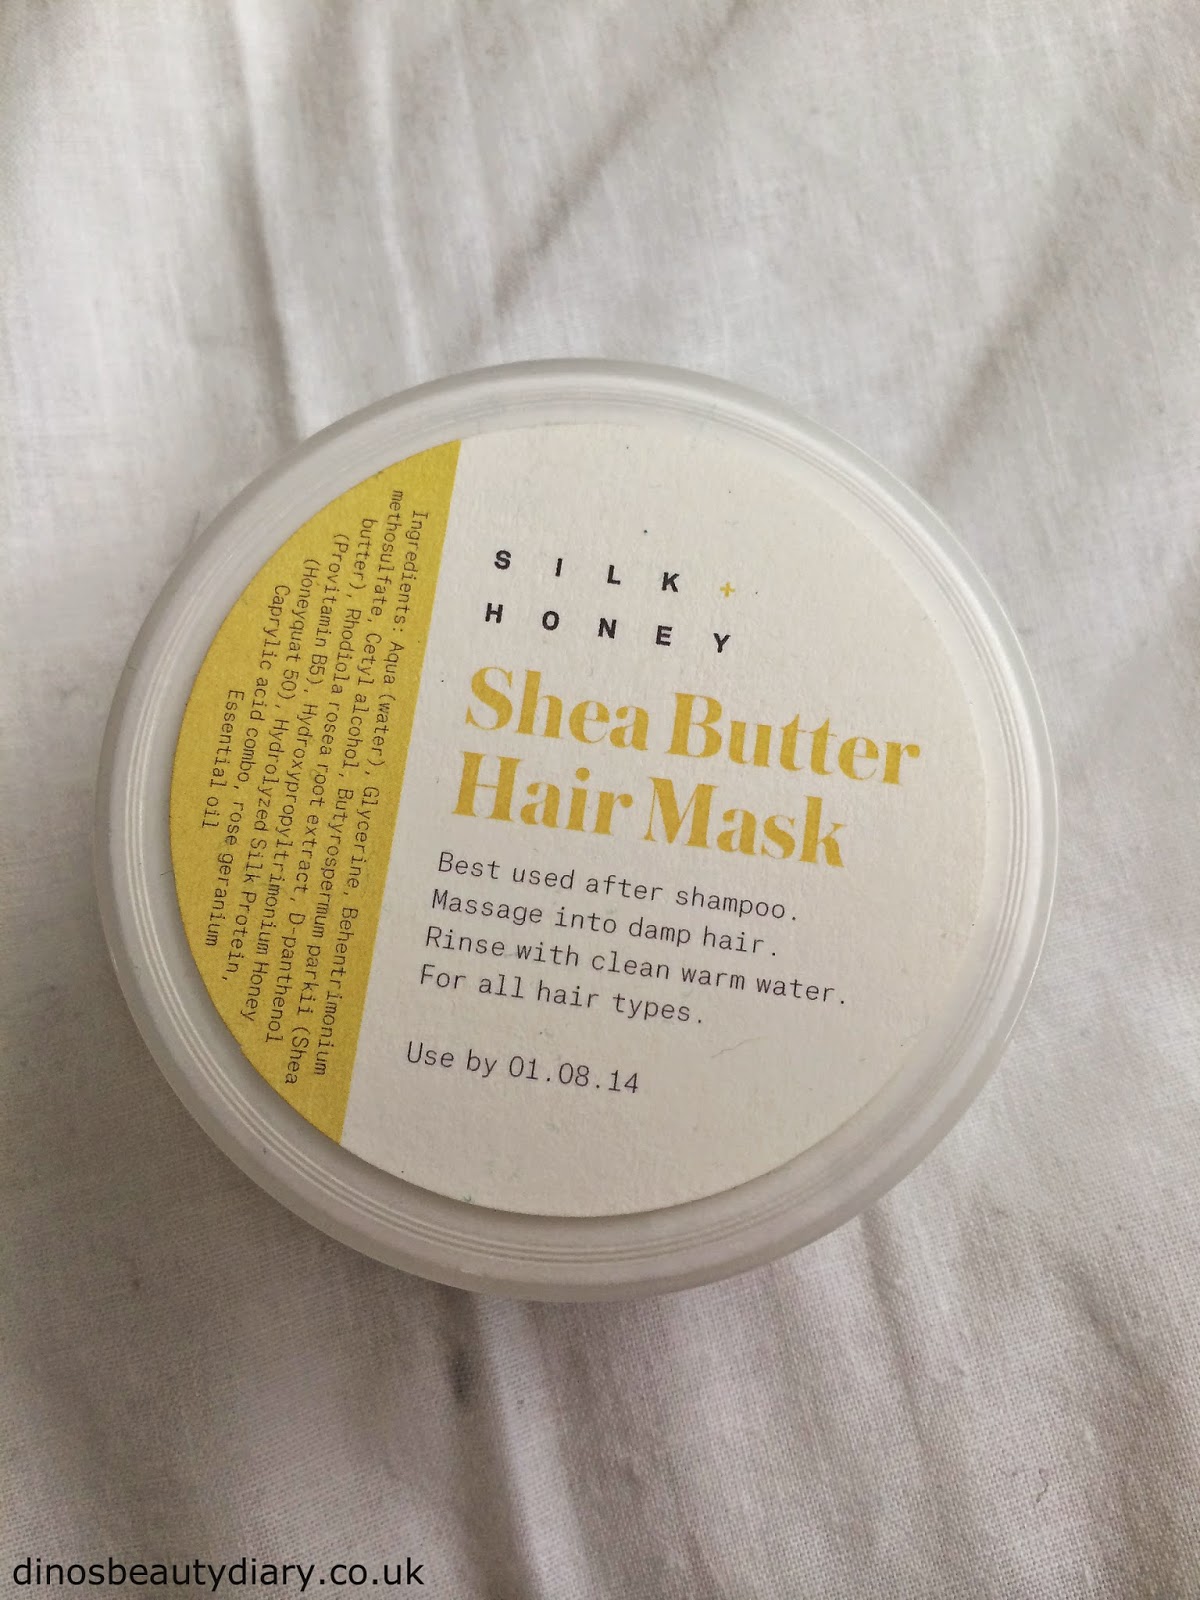 SILK +
HONEY
Shea Butter
Hair Mask
Best used after shampoo.
Massage into damp hair.
Rinse with clean warm water.
For all hair types.
Use by 01.08.14
Ingredients: Aqua (water), Glycerine, Behentrimonium
methosulfate, Cetyl alcohol, Butyrospermum parkii (Shea
butter), Rhodiola rosea root extract, D-panthenol
(Provitamin B5), Hydroxypropyltrimonium Honey
(Honeyquat 50), Hydrolyzed Silk Protein,
Caprylic acid combo, rose geranium
Essential oil
dinosbeautydiary.co.uk